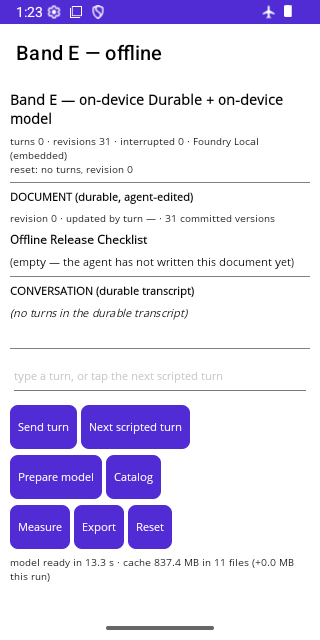 1:23
Band E — offline
Band E — on-device Durable + on-device
model
turns 0 · revisions 31 · interrupted 0 · Foundry Local
(embedded)
reset: no turns, revision 0
DOCUMENT (durable, agent-edited)
revision 0 · updated by turn — · 31 committed versions
Offline Release Checklist
(empty — the agent has not written this document yet)
CONVERSATION (durable transcript)
(no turns in the durable transcript)
type a turn, or tap the next scripted turn
Send turn Next scripted turn
Prepare model Catalog
Measure Export Reset
model ready in 13.3 s · cache 837.4 MB in 11 files (+0.0 MB
this run)